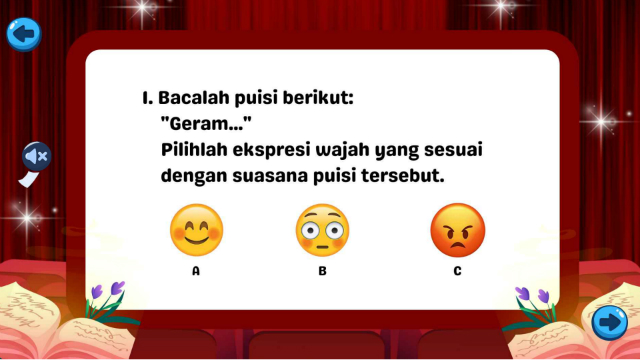 1. Bacalah puisi berikut:
"Geram..."
Pilihlah ekspresi wajah yang sesuai
dengan suasana puisi tersebut.
A B C